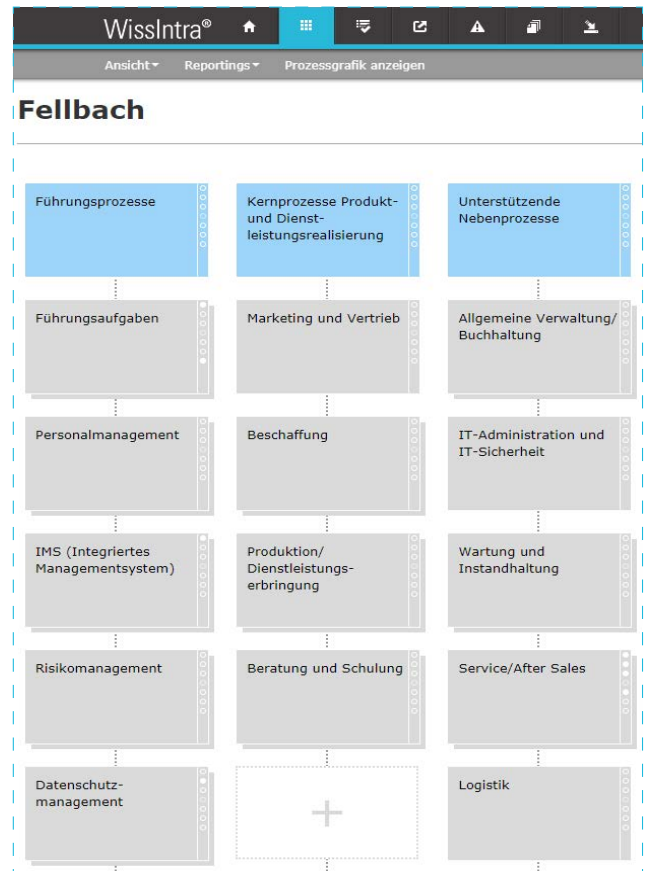 WissIntra®
Ansicht Reportings Prozessgrafik anzeigen
Fellbach
Führungsprozesse
Kernprozesse Produkt-
und Dienst-
leistungsrealisierung
Unterstützende
Nebenprozesse
Führungsaufgaben
Marketing und Vertrieb
Allgemeine Verwaltung/
Buchhaltung
Personalmanagement
Beschaffung
IT-Administration und
IT-Sicherheit
IMS (Integriertes
Managementsystem)
Produktion/
Dienstleistungs-
erbringung
Wartung und
Instandhaltung
Risikomanagement
Beratung und Schulung
Service/After Sales
Datenschutz-
management
Logistik